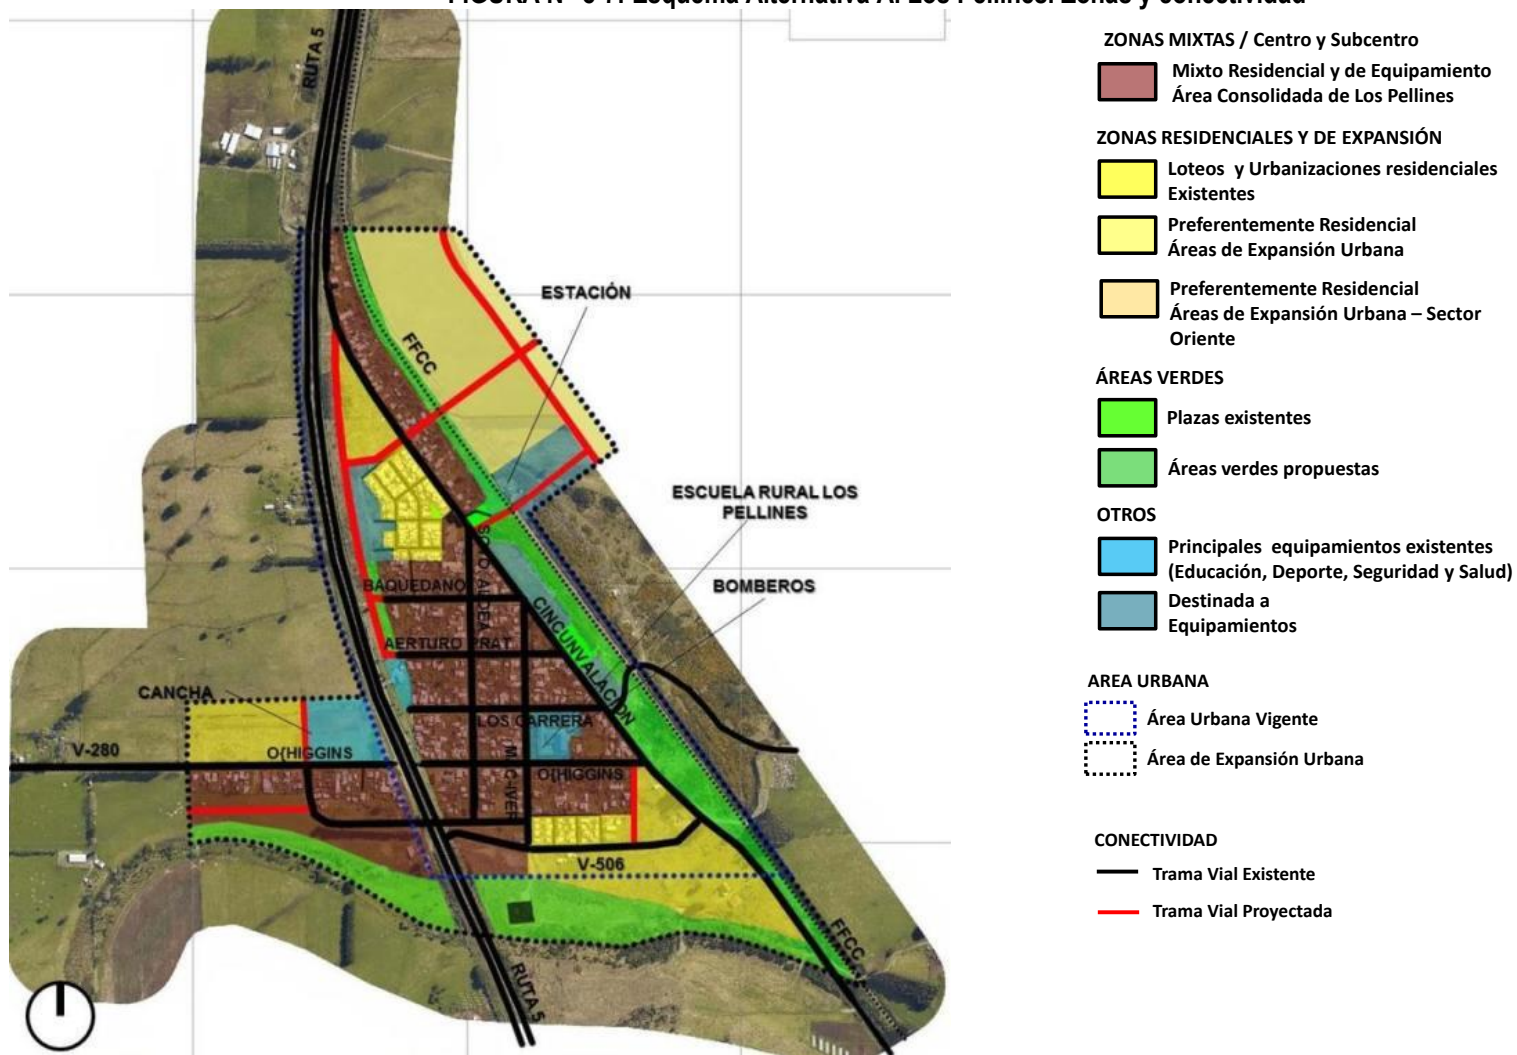 ZONAS MIXTAS / Centro y Subcentro
Mixto Residencial y de Equipamiento
Área Consolidada de Los Pellines
ZONAS RESIDENCIALES Y DE EXPANSIÓN
Loteos y Urbanizaciones residenciales
Existentes
Preferentemente Residencial
Áreas de Expansión Urbana
Preferentemente Residencial
Áreas de Expansión Urbana – Sector
Oriente
ÁREAS VERDES
Plazas existentes
Áreas verdes propuestas
OTROS
Principales equipamientos existentes
(Educación, Deporte, Seguridad y Salud)
Destinada a
Equipamientos
AREA URBANA
Área Urbana Vigente
Área de Expansión Urbana
CONECTIVIDAD
Trama Vial Existente
Trama Vial Proyectada
RUTA 5
ESTACIÓN
FFCC
ESCUELA RURAL LOS
PELLINES
BOMBEROS
SOTO ALDEA
BAQUEDANO
CINCUNVALACION
AERTURO PRAT
CANCHA
LOS CARRERA
V-280
O{HIGGINS
O{HIGGINS
V-506
FFCC
RUTA 5